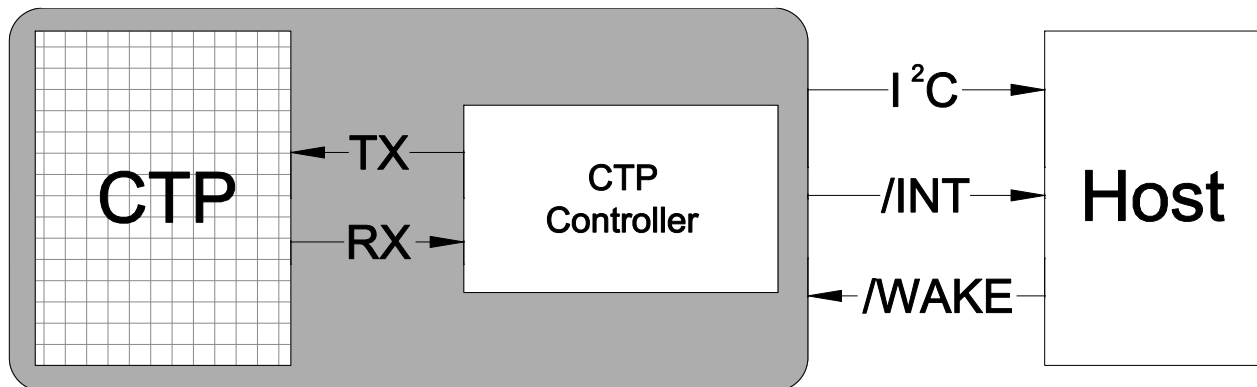 CTP
TX
RX
CTP
Controller
I²C
/INT
/WAKE
Host